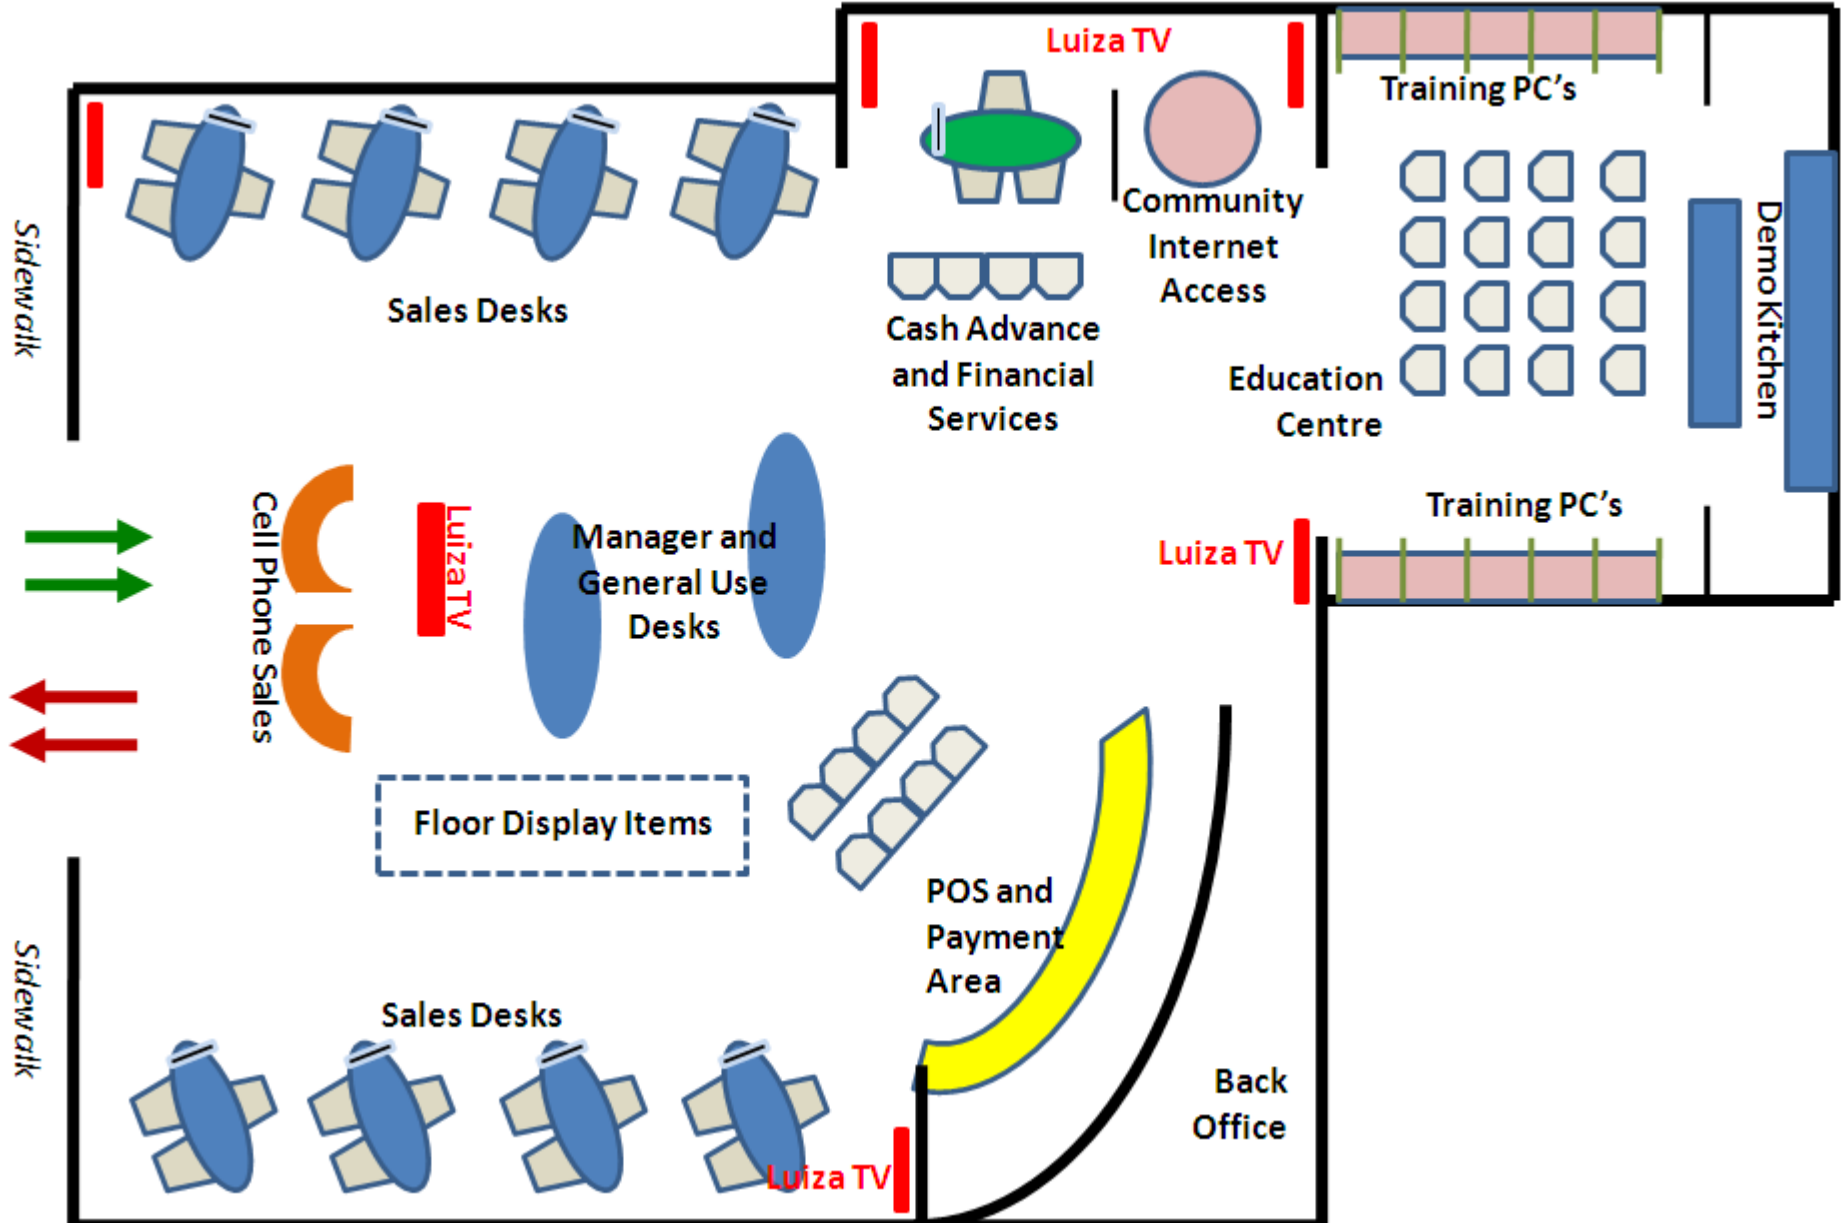 Luiza TV
Training PC's
Sidewalk
Sales Desks
Community
Internet
Access
Cash Advance
and Financial
Services
Education
Centre
Demo Kitchen
Cell Phone Sales
Luiza TV
Manager and
General Use
Desks
Training PC's
Luiza TV
Floor Display Items
POS and
Payment
Area
Sidewalk
Sales Desks
Luiza TV
Back
Office